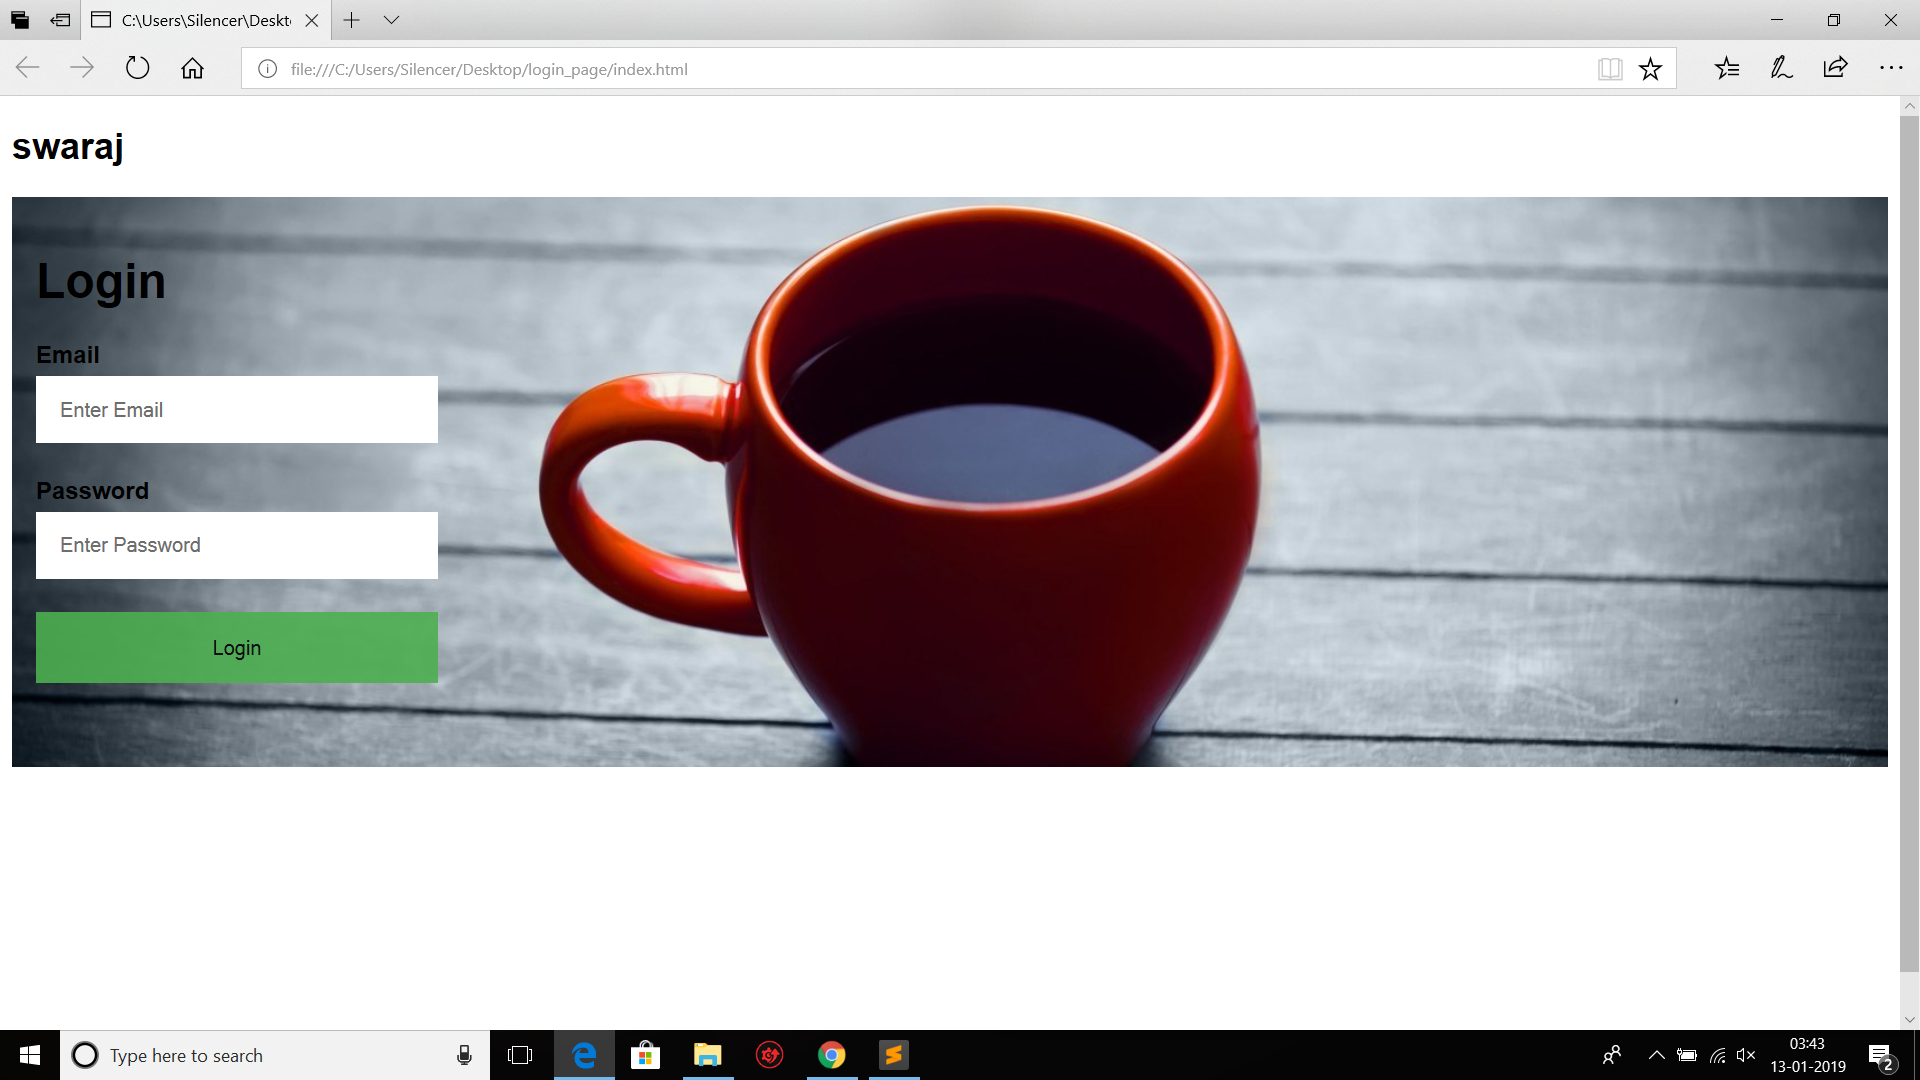 C:\Users\Silencer\Deskt
file:///C:/Users/Silencer/Desktop/login_page/index.html
swaraj
Login
Email
Enter Email
Password
Enter Password
Login
Type here to search
03:43
13-01-2019
2